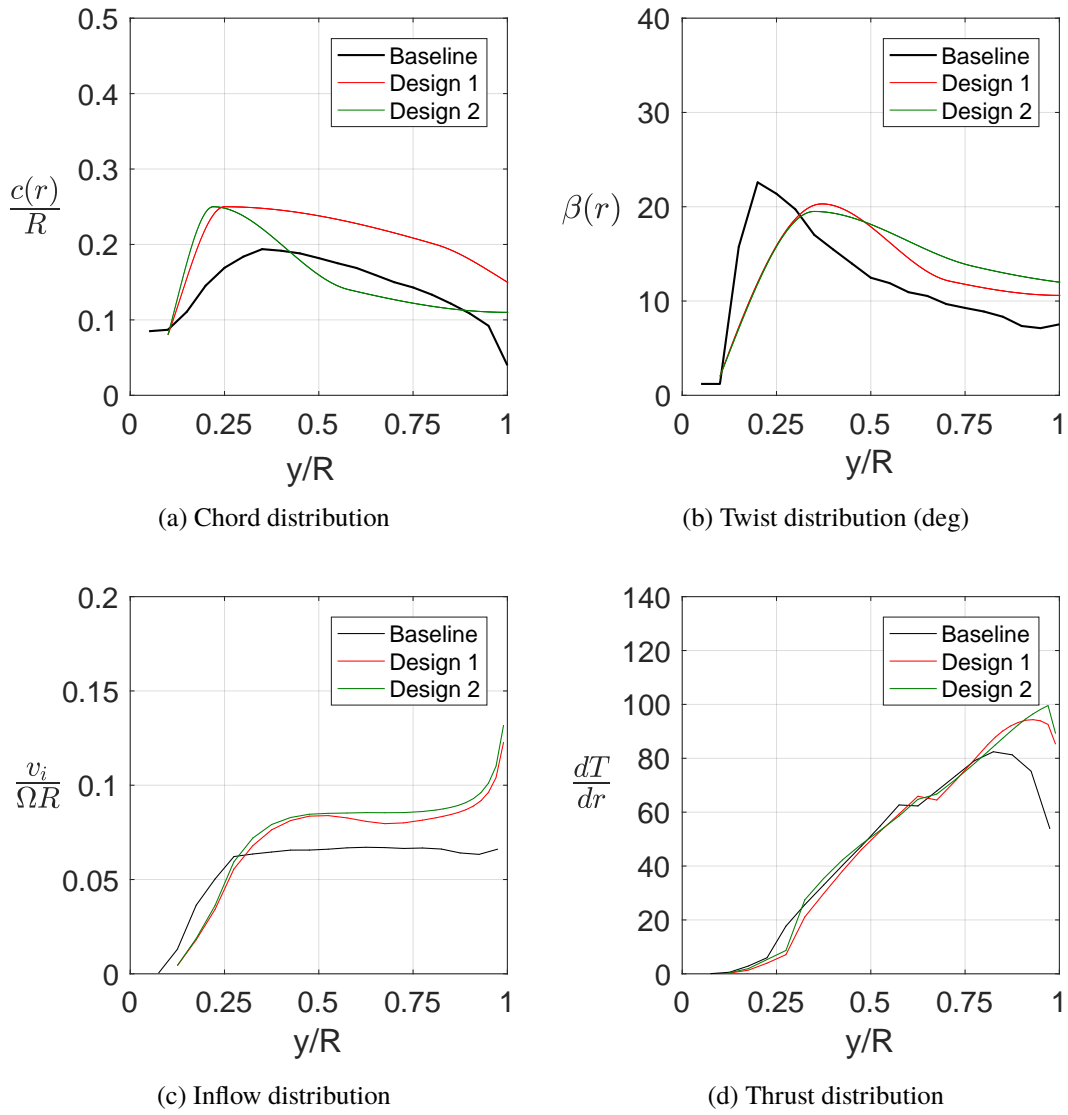 0.5
0.4
0.3
0.2
0.1
0
c(r)
R
0
0.25
0.5
0.75
1
y/R
Baseline
Design 1
Design 2
(a) Chord distribution
40
30
20
10
0
β(r)
0
0.25
0.5
0.75
1
y/R
Baseline
Design 1
Design 2
(b) Twist distribution (deg)
0.2
0.15
0.1
0.05
0
v_i
ΩR
0
0.25
0.5
0.75
1
y/R
Baseline
Design 1
Design 2
(c) Inflow distribution
140
120
100
80
60
40
20
0
dT
dr
0
0.25
0.5
0.75
1
y/R
Baseline
Design 1
Design 2
(d) Thrust distribution